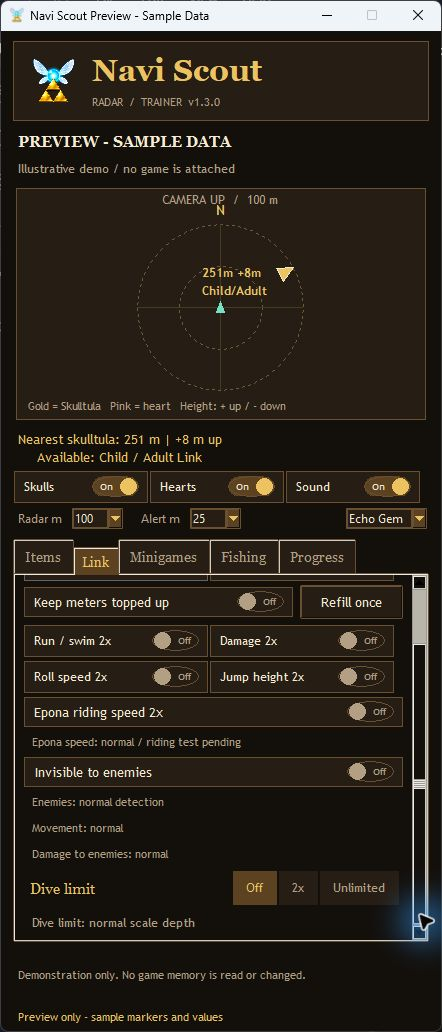 Navi Scout Preview - Sample Data
Navi Scout
RADAR / TRAINER v1.3.0
PREVIEW - SAMPLE DATA
Illustrative demo / no game is attached
CAMERA UP / 100 m
N
251m +8m
Child/Adult
Gold = Skulltula Pink = heart Height: + up / - down
Nearest skulltula: 251 m | +8 m up
Available: Child / Adult Link
Skulls On Hearts On Sound On
Radar m 100 Alert m 25 Echo Gem
Items Link Minigames Fishing Progress
Keep meters topped up Off Refill once
Run / swim 2x Off Damage 2x Off
Roll speed 2x Off Jump height 2x Off
Epona riding speed 2x Off
Epona speed: normal / riding test pending
Invisible to enemies Off
Enemies: normal detection
Movement: normal
Damage to enemies: normal
Dive limit Off 2x Unlimited
Dive limit: normal scale depth
Demonstration only. No game memory is read or changed.
Preview only - sample markers and values